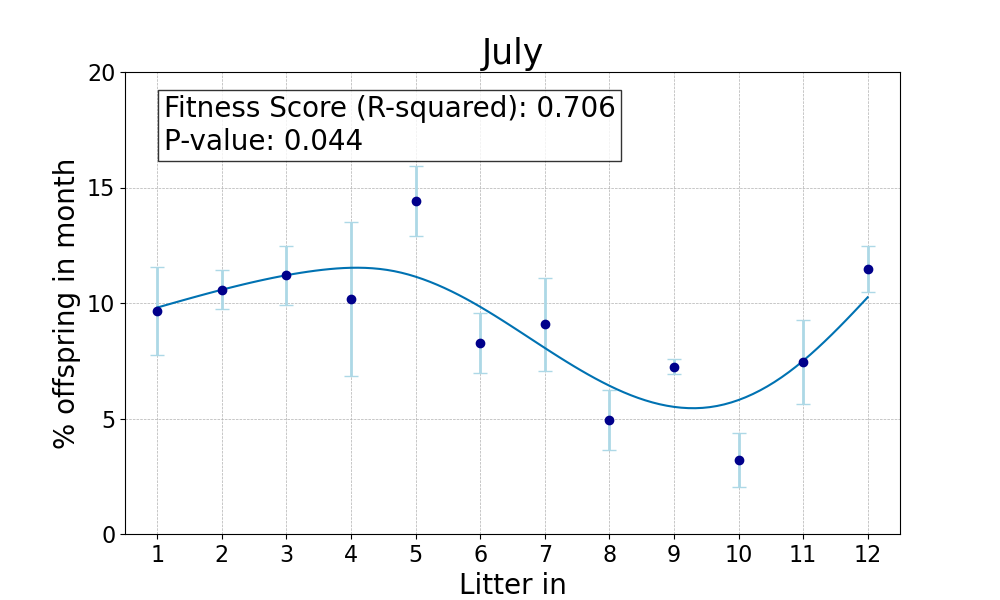 July
Fitness Score (R-squared): 0.706
P-value: 0.044
% offspring in month
20
15
10
5
0
1 2 3 4 5 6 7 8 9 10 11 12
Litter in